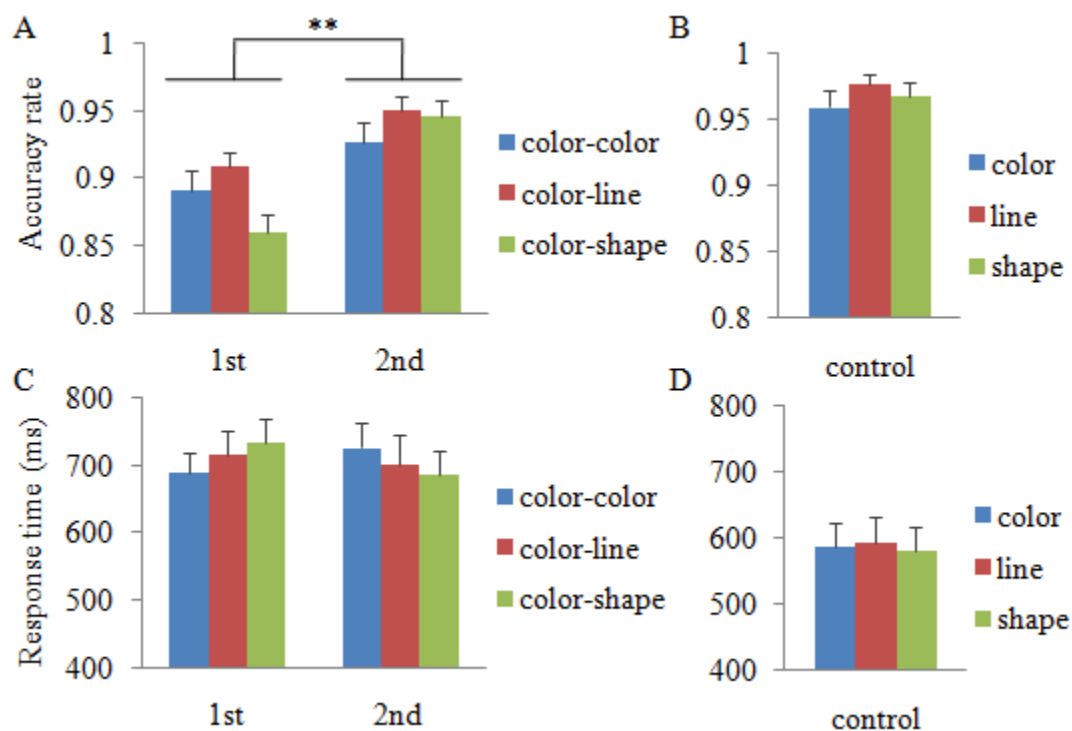 A
**
Accuracy rate
1
0.95
0.9
0.85
0.8
1st
2nd
color-color
color-line
color-shape
B
1
0.95
0.9
0.85
0.8
control
color
line
shape
C
Response time (ms)
800
700
600
500
400
1st
2nd
color-color
color-line
color-shape
D
800
700
600
500
400
control
color
line
shape